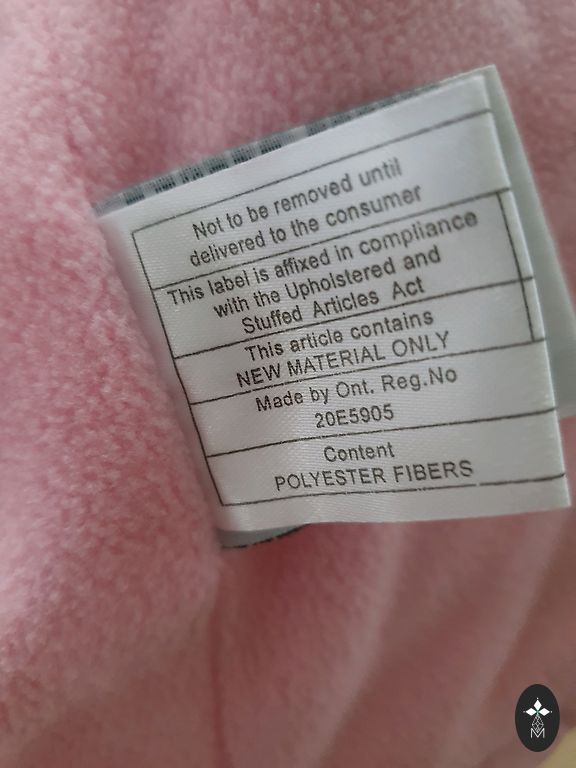 Not to be removed until
delivered to the consumer
This label is affixed in compliance
with the Upholstered and
Stuffed Articles Act
This article contains
NEW MATERIAL ONLY
Made by Ont. Reg.No
20E5905
Content
POLYESTER FIBERS
M